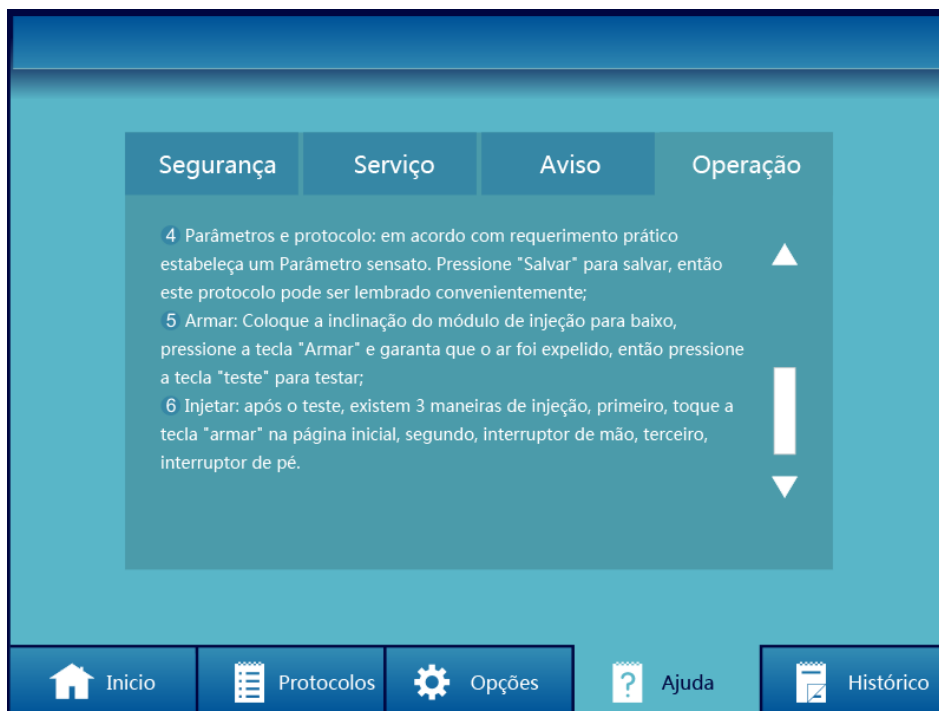 Segurança Serviço Aviso Operação
4 Parâmetros e protocolo: em acordo com requerimento prático
estabeleça um Parâmetro sensato. Pressione "Salvar" para salvar, então
este protocolo pode ser lembrado convenientemente;
5 Armar: Coloque a inclinação do módulo de injeção para baixo,
pressione a tecla "Armar" e garanta que o ar foi expelido, então pressione
a tecla "teste" para testar;
6 Injetar: após o teste, existem 3 maneiras de injeção, primeiro, toque a
tecla "armar" na página inicial, segundo, interruptor de mão, terceiro,
interruptor de pé.
Inicio Protocolos Opções ? Ajuda Histórico